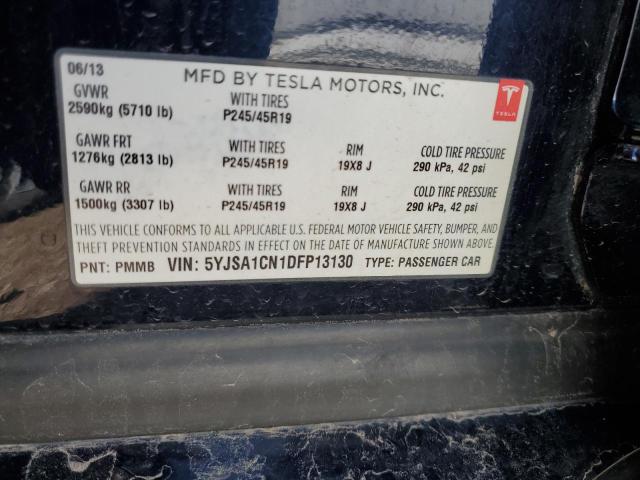 06/13 MFD BY TESLA MOTORS, INC.
GVWR WITH TIRES
2590kg (5710 lb) P245/45R19
TESLA
GAWR FRT WITH TIRES RIM COLD TIRE PRESSURE
1276kg (2813 lb) P245/45R19 19X8 J 290 kPa, 42 psi
GAWR RR WITH TIRES RIM COLD TIRE PRESSURE
1500kg (3307 lb) P245/45R19 19X8 J 290 kPa, 42 psi
THIS VEHICLE CONFORMS TO ALL APPLICABLE U.S. FEDERAL MOTOR VEHICLE SAFETY, BUMPER, AND
THEFT PREVENTION STANDARDS IN EFFECT ON THE DATE OF MANUFACTURE SHOWN ABOVE.
PNT: PMMB VIN: 5YJSA1CN1DFP13130 TYPE: PASSENGER CAR